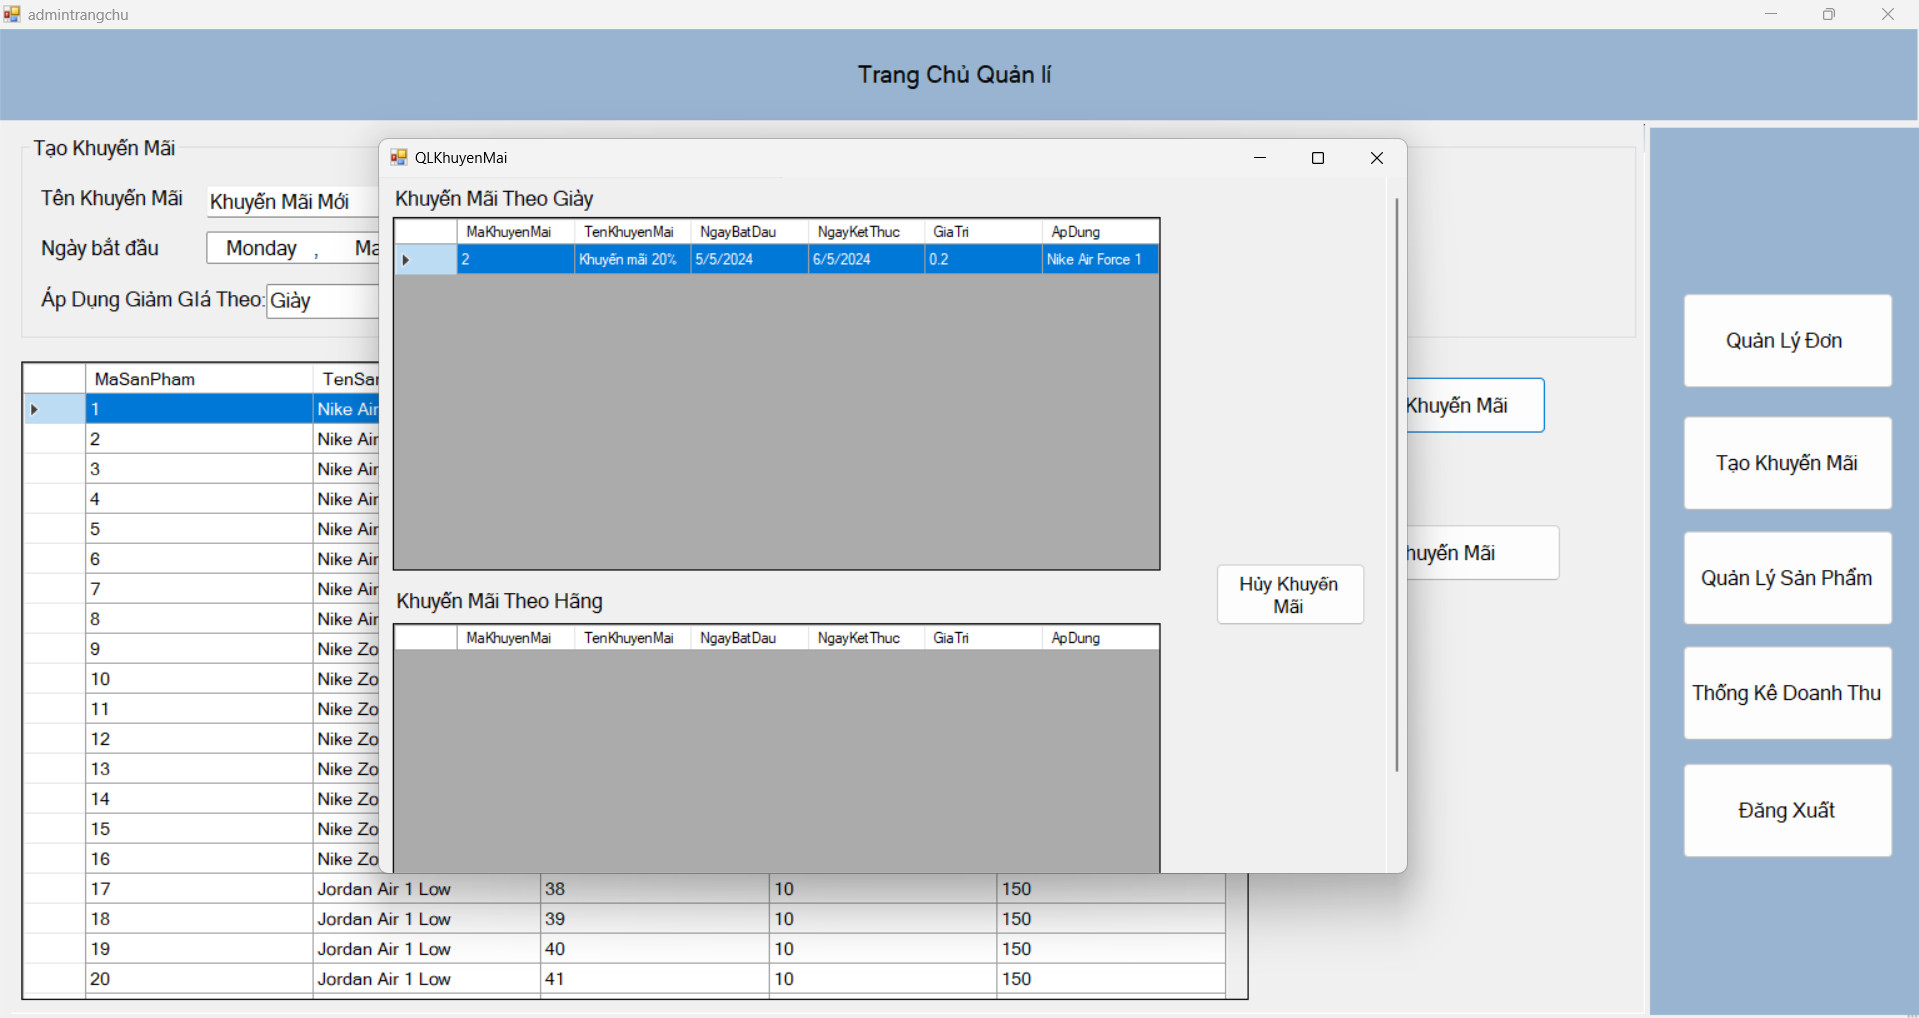 admintrangchu
Trang Chủ Quản lí
Tạo Khuyến Mãi
Tên Khuyến Mãi Khuyến Mãi Mới
Ngày bắt đầu Monday ,
Áp Dụng Giảm GIá Theo: Giày
MaSanPham
1 Nike Air
2 Nike Air
3 Nike Air
4 Nike Air
5 Nike Air
6 Nike Air
7 Nike Air
8 Nike Air
9 Nike Zo
10 Nike Zo
11 Nike Zo
12 Nike Zo
13 Nike Zo
14 Nike Zo
15 Nike Zo
16 Nike Zo
17 Jordan Air 1 Low 38 10 150
18 Jordan Air 1 Low 39 10 150
19 Jordan Air 1 Low 40 10 150
20 Jordan Air 1 Low 41 10 150
QLKhuyenMai
Khuyến Mãi Theo Giày
MaKhuyenMai TenKhuyenMai NgayBatDau NgayKetThuc GiaTri ApDung
2 Khuyến mãi 20% 5/5/2024 6/5/2024 0.2 Nike Air Force 1
Khuyến Mãi Theo Hãng
MaKhuyenMai TenKhuyenMai NgayBatDau NgayKetThuc GiaTri ApDung
Hủy Khuyến
Mãi
Khuyến Mãi
huyến Mãi
Quản Lý Đơn
Tạo Khuyến Mãi
Quản Lý Sản Phẩm
Thống Kê Doanh Thu
Đăng Xuất